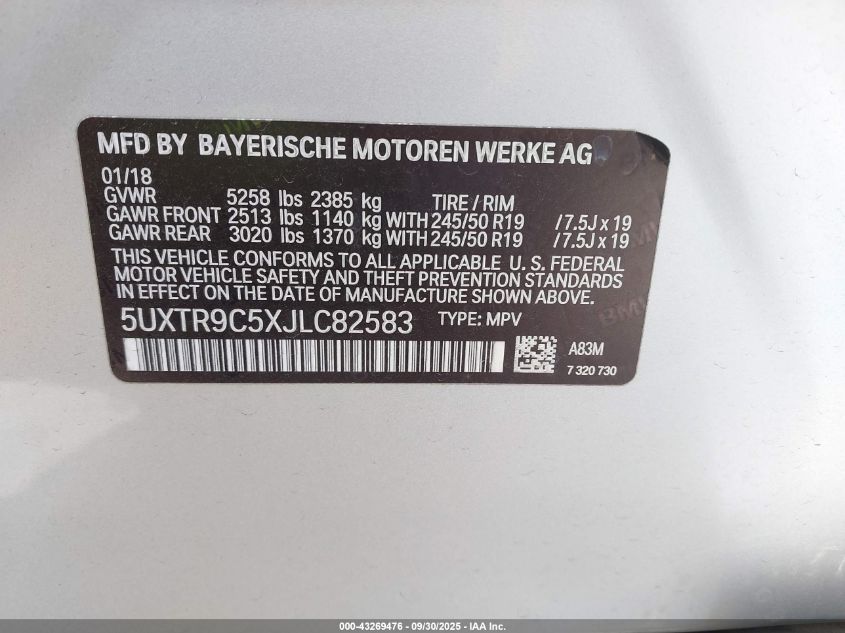 MFD BY BAYERISCHE MOTOREN WERKE AG
01/18
GVWR 5258 lbs 2385 kg TIRE / RIM
GAWR FRONT 2513 lbs 1140 kg WITH 245/50 R19 / 7.5J x 19
GAWR REAR 3020 lbs 1370 kg WITH 245/50 R19 / 7.5J x 19
THIS VEHICLE CONFORMS TO ALL APPLICABLE U. S. FEDERAL
MOTOR VEHICLE SAFETY AND THEFT PREVENTION STANDARDS
IN EFFECT ON THE DATE OF MANUFACTURE SHOWN ABOVE.
5UXTR9C5XJLC82583 TYPE: MPV
A83M
7 320 730
000-43269476 - 09/30/2025 - IAA Inc.